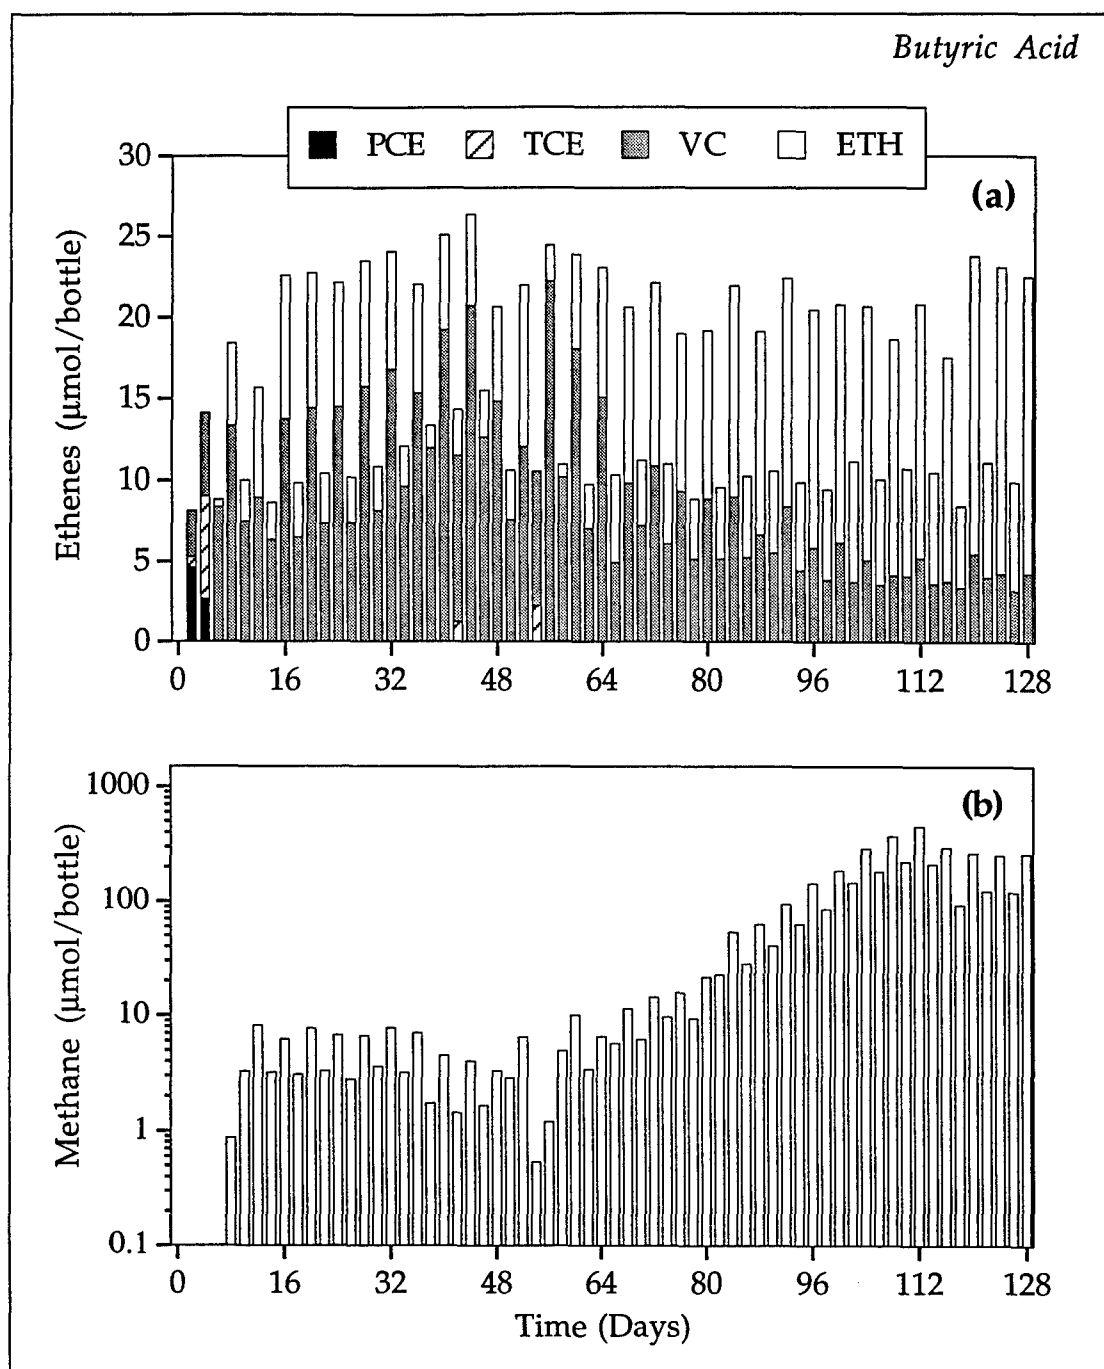 Butyric Acid
PCE TCE VC ETH
(a)
Ethenes (µmol/bottle)
30
25
20
15
10
5
0
0 16 32 48 64 80 96 112 128
(b)
Methane (µmol/bottle)
1000
100
10
1
0.1
0 16 32 48 64 80 96 112 128
Time (Days)